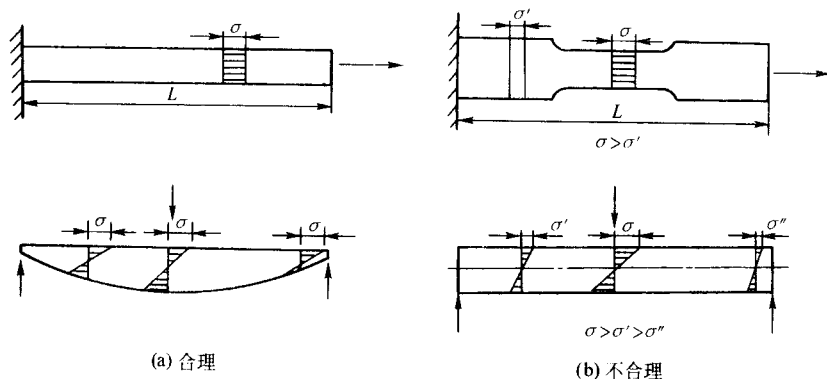 σ
L
σ′ σ
L
σ>σ′
σ σ σ
σ′ σ σ″
σ>σ′>σ″
(a) 合理
(b) 不合理